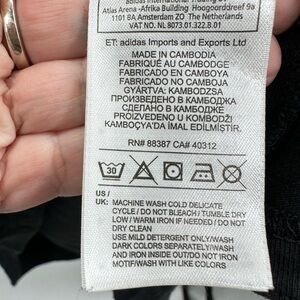 adidas International Trading
Atlas Arena -Afrika Building Hoogoorddreef 9a
1101 BA Amsterdam ZO The Netherlands
VAT NO: NL 8073.01.322.B.01
ET: adidas Imports and Exports Ltd
MADE IN CAMBODIA
FABRIQUÉ AU CAMBODGE
FABRICADO EN CAMBOYA
FABRICADO NO CAMBOJA
GYÁRTVA: KAMBODZSA
ПРОИЗВЕДЕНО В КАМБОДЖА
СДЕЛАНО В КАМБОДЖЕ
PROIZVEDENO U KOMBODŽI
KAMBOÇYA'DA İMAL EDİLMİŞTİR.
RN# 88387 CA# 40312
30
US /
UK: MACHINE WASH COLD DELICATE
CYCLE / DO NOT BLEACH / TUMBLE DRY
LOW / WARM IRON IF NEEDED / DO NOT
DRY CLEAN
USE MILD DETERGENT ONLY/WASH
DARK COLORS SEPARATELY/WASH
AND IRON INSIDE OUT/DO NOT IRON
MOTIF/WASH WITH LIKE COLORS